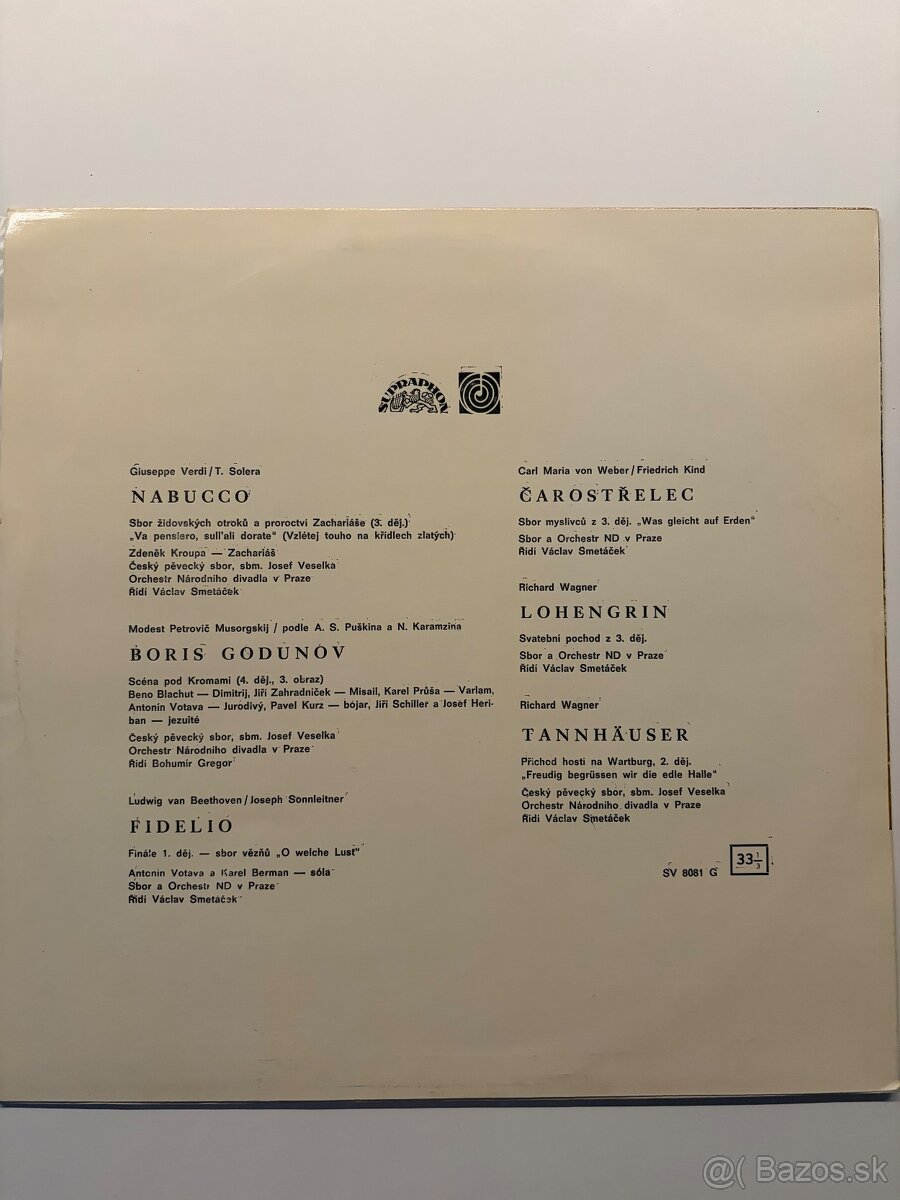 SUPRAPHON
Giuseppe Verdi/T. Solera
NABUCCO
Sbor židovských otroků a proroctví Zachariáše (3. děj.)
„Va pensiero, sull'ali dorate“ (Vzlétej touho na křídlech zlatých)
Zdeněk Kroupa — Zachariáš
Český pěvecký sbor, sbm. Josef Veselka
Orchestr Národního divadla v Praze
Řídí Václav Smetáček
Modest Petrovič Musorgskij / podle A. S. Puškina a N. Karamzina
BORIS GODUNOV
Scéna pod Kromami (4. děj., 3. obraz)
Beno Blachut — Dimitrij, Jiří Zahradníček — Misail, Karel Průša — Varlam,
Antonín Votava — Jurodivý, Pavel Kurz — bojar, Jiří Schiller a Josef Heri-
ban — jezuité
Český pěvecký sbor, sbm. Josef Veselka
Orchestr Národního divadla v Praze
Řídí Bohumír Gregor
Ludwig van Beethoven/Joseph Sonnleitner
FIDELIO
Finále 1. děj. — sbor vězňů „O welche Lust“
Antonín Votava a Karel Berman — sóla
Sbor a Orchestr ND v Praze
Řídí Václav Smetáček
Carl Maria von Weber/Friedrich Kind
ČAROSTŘELEC
Sbor myslivců z 3. děj. „Was gleicht auf Erden“
Sbor a Orchestr ND v Praze
Řídí Václav Smetáček
Richard Wagner
LOHENGRIN
Svatební pochod z 3. děj.
Sbor a Orchestr ND v Praze
Řídí Václav Smetáček
Richard Wagner
TANNHÄUSER
Příchod hostí na Wartburg, 2. děj.
„Freudig begrüssen wir die edle Halle“
Český pěvecký sbor, sbm. Josef Veselka
Orchestr Národního divadla v Praze
Řídí Václav Smetáček
SV 8081 G 33 1/3
@( Bazos.sk